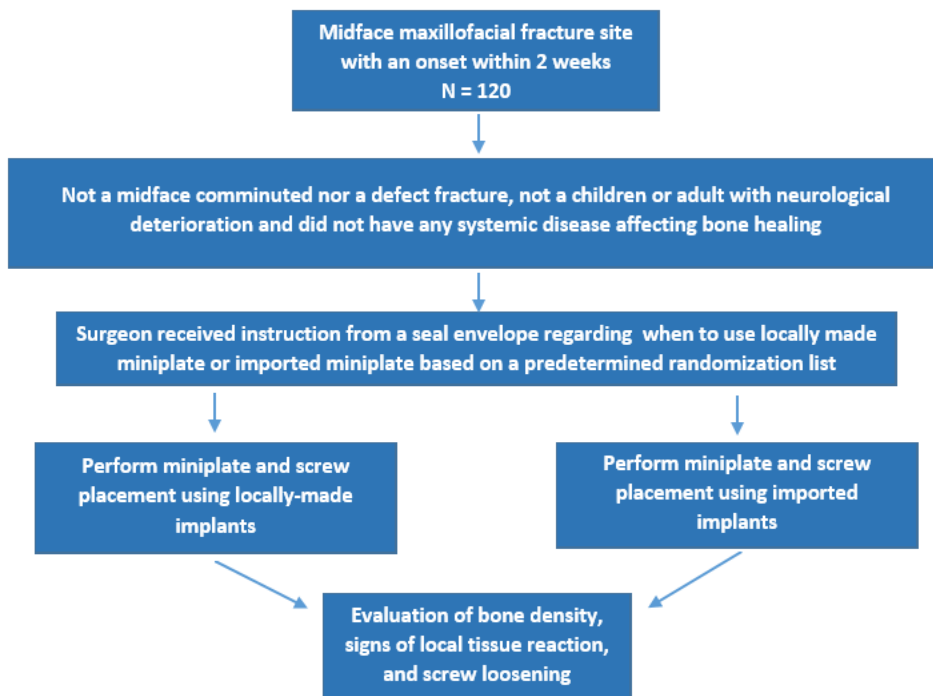 Midface maxillofacial fracture site
with an onset within 2 weeks
N = 120
Not a midface comminuted nor a defect fracture, not a children or adult with neurological
deterioration and did not have any systemic disease affecting bone healing
Surgeon received instruction from a seal envelope regarding when to use locally made
miniplate or imported miniplate based on a predetermined randomization list
Perform miniplate and screw
placement using locally-made
implants
Perform miniplate and screw
placement using imported
implants
Evaluation of bone density,
signs of local tissue reaction,
and screw loosening